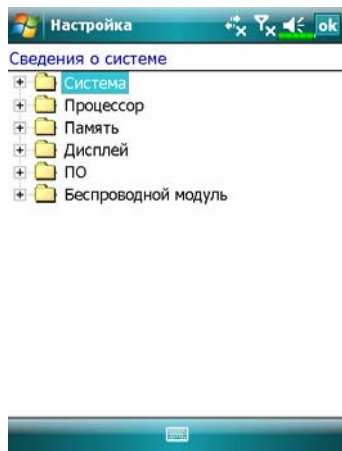 Настройка ok
Сведения о системе
Система
Процессор
Память
Дисплей
ПО
Беспроводной модуль